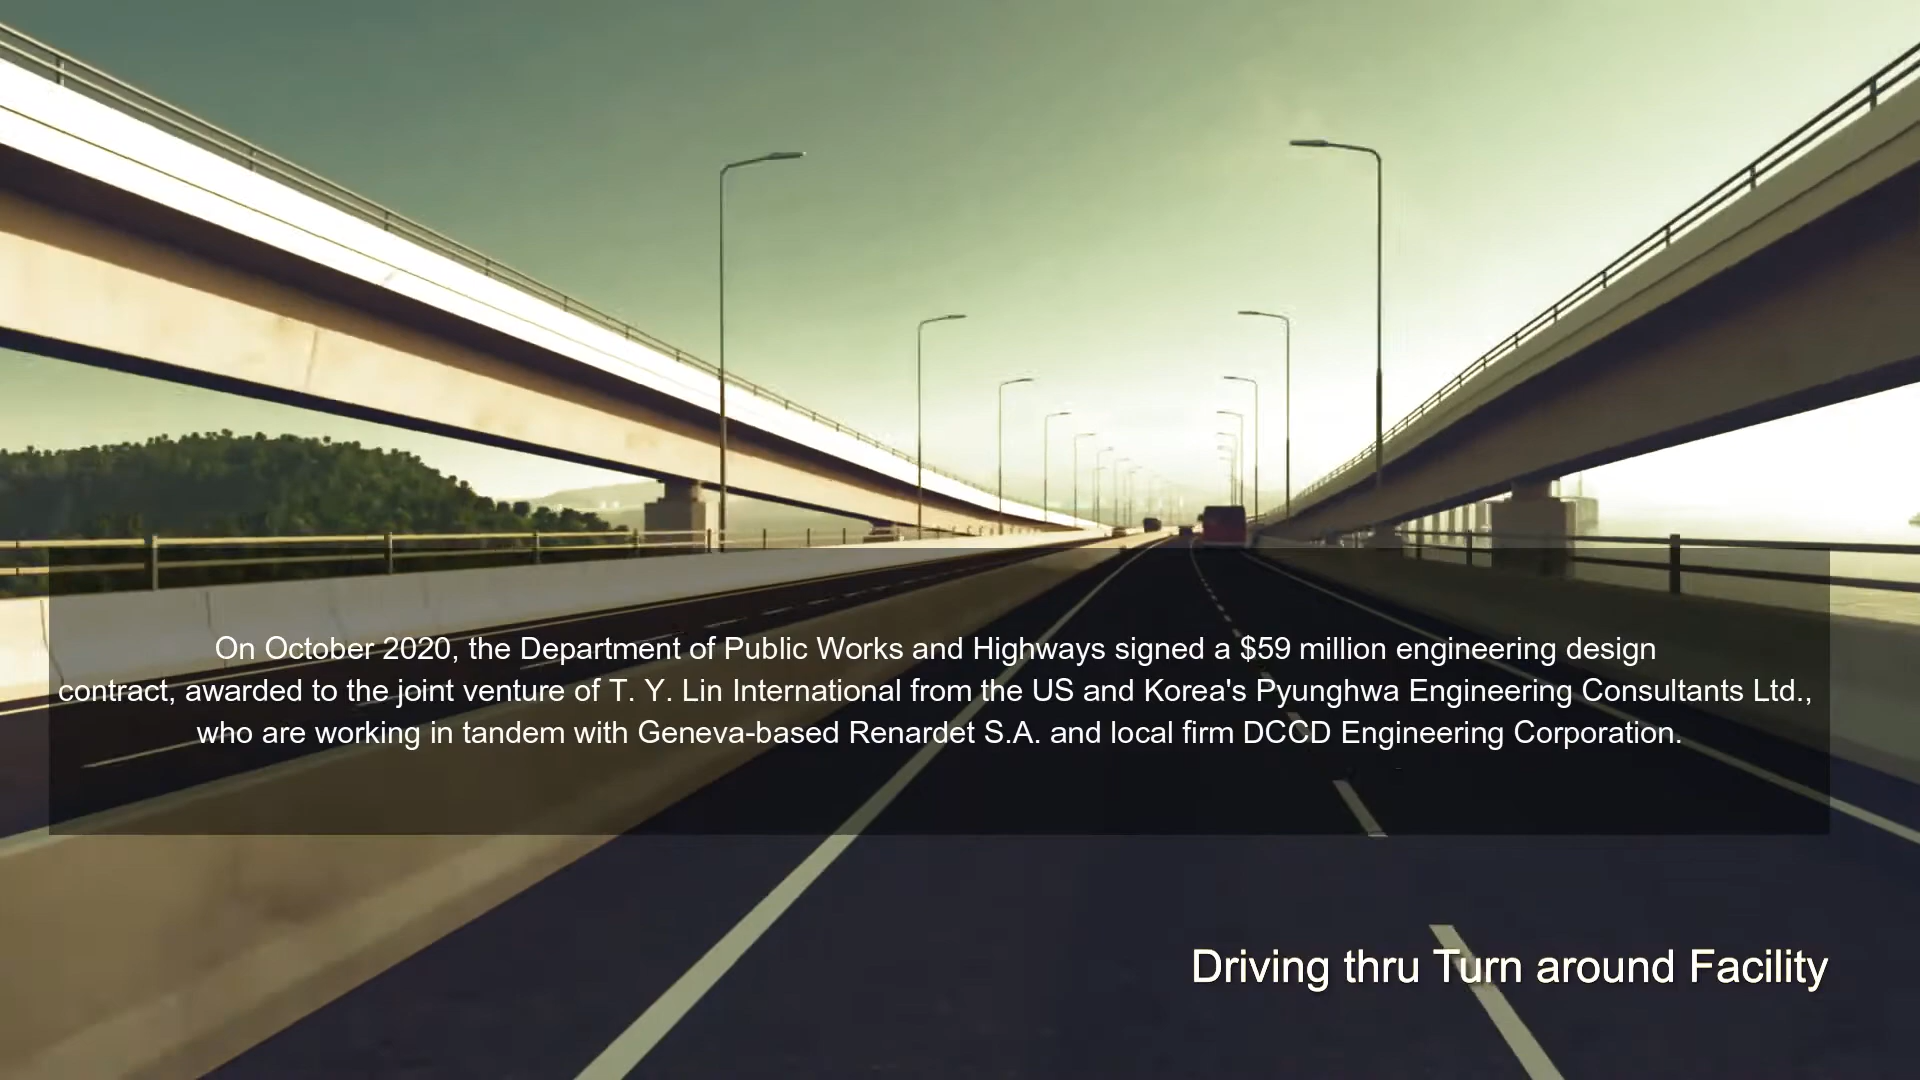 On October 2020, the Department of Public Works and Highways signed a $59 million engineering design
contract, awarded to the joint venture of T. Y. Lin International from the US and Korea's Pyunghwa Engineering Consultants Ltd.,
who are working in tandem with Geneva-based Renardet S.A. and local firm DCCD Engineering Corporation.
Driving thru Turn around Facility